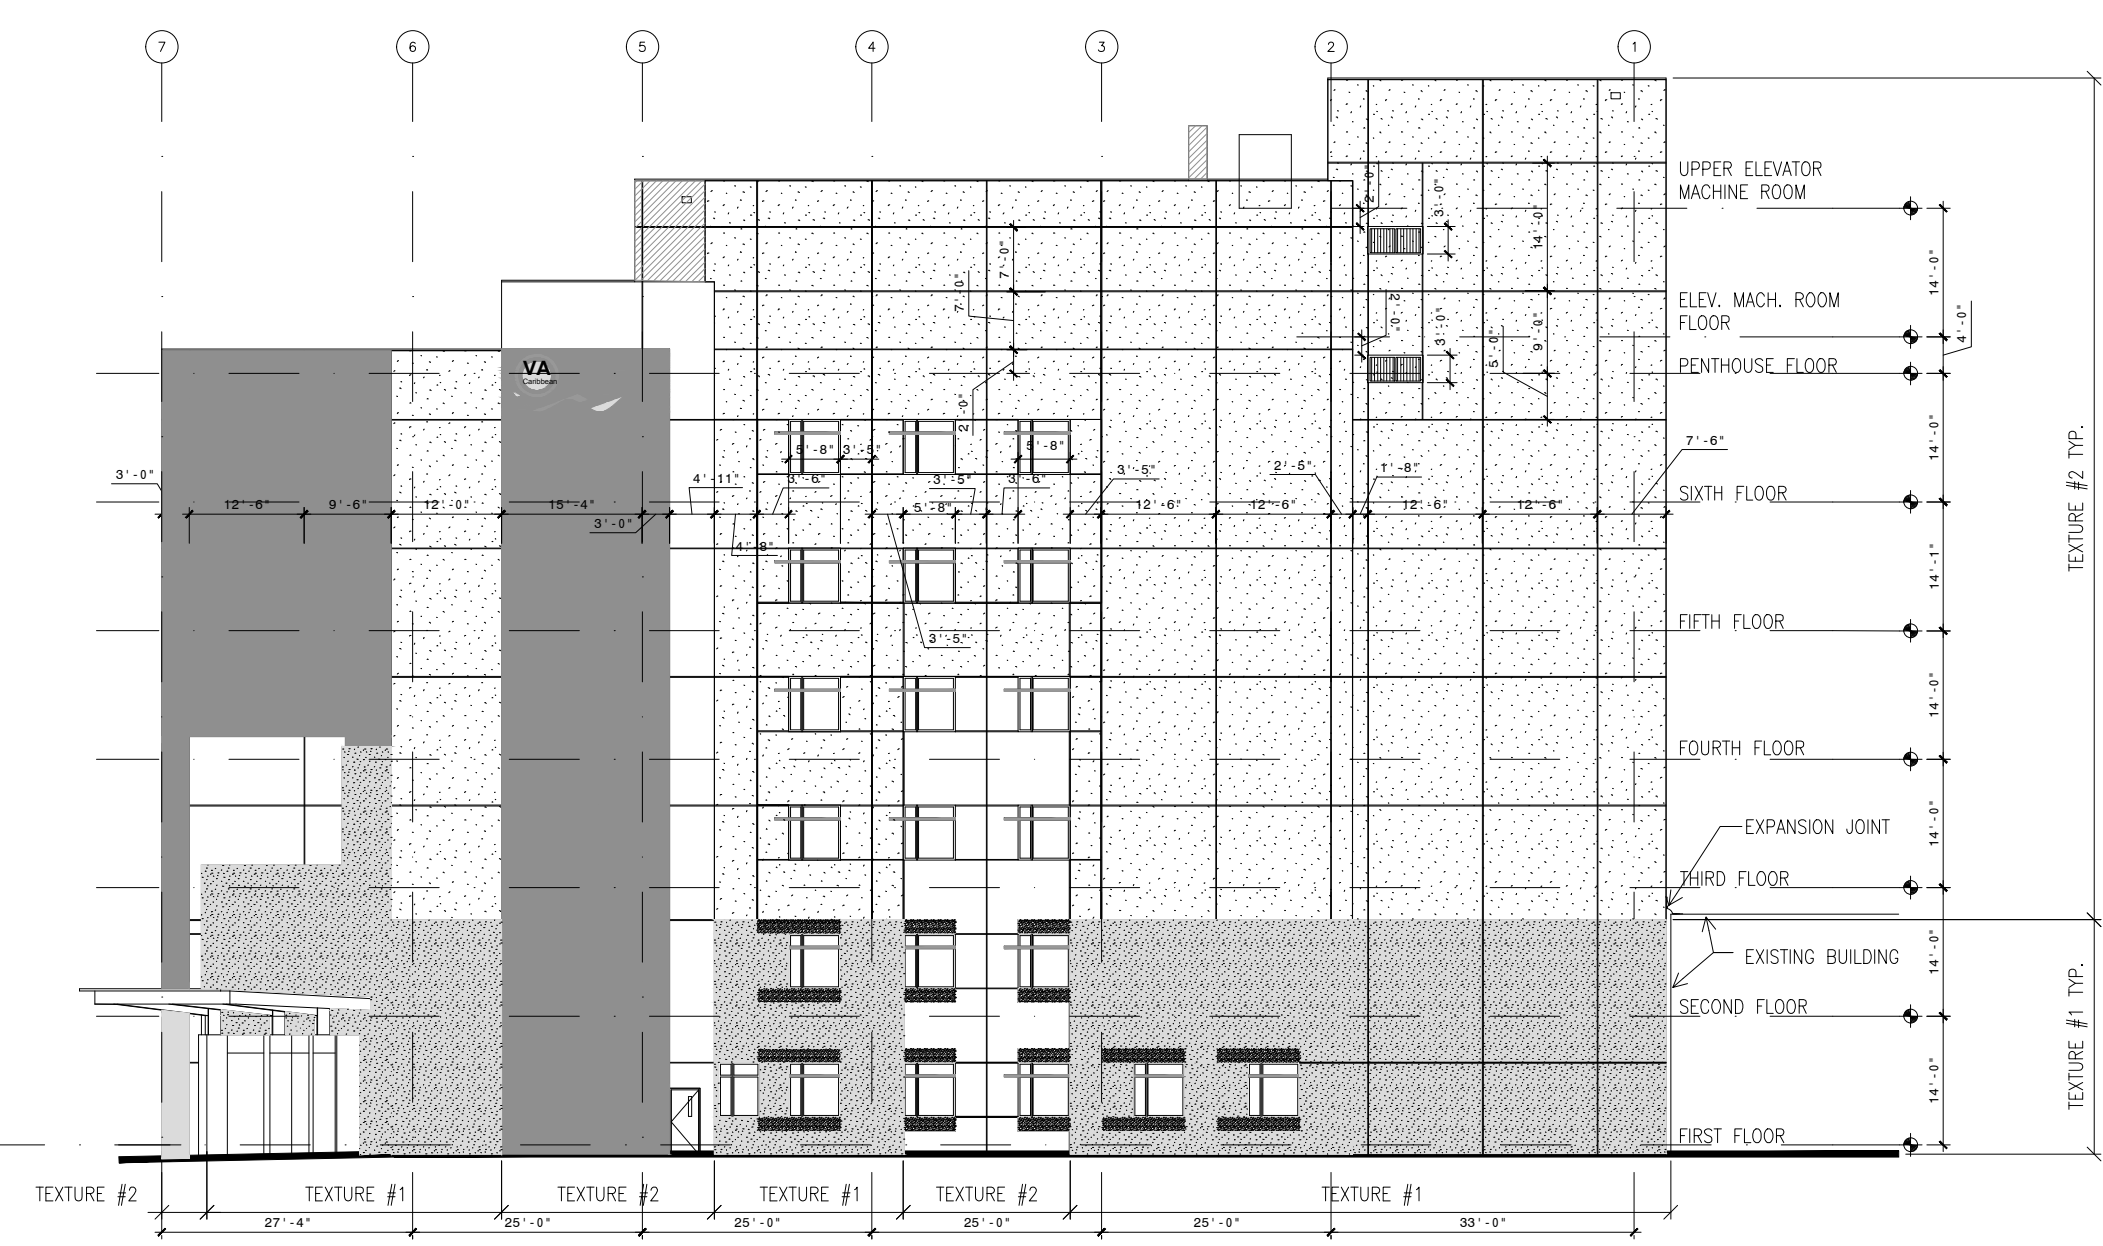 7
6
5
4
3
2
1
UPPER ELEVATOR
MACHINE ROOM
2'-0"
3'-0"
14'-0"
14'-0"
7'-0"
7'-0"
ELEV. MACH. ROOM
FLOOR
2'-0"
3'-0"
9'-0"
5'-0"
4'-0"
VA
Caribbean
PENTHOUSE FLOOR
2'-0"
14'-0"
TEXTURE #2 TYP.
5'-8"
3'-5"
5'-8"
7'-6"
3'-0"
4'-11"
3'-6"
3'-5"
3'-6"
3'-5"
2'-5"
1'-8"
SIXTH FLOOR
12'-6"
9'-6"
12'-0"
15'-4"
5'-8"
12'-6"
12'-6"
12'-6"
12'-6"
3'-0"
4'-8"
14'-1"
FIFTH FLOOR
3'-5"
14'-0"
FOURTH FLOOR
14'-0"
EXPANSION JOINT
THIRD FLOOR
14'-0"
EXISTING BUILDING
SECOND FLOOR
TEXTURE #1 TYP.
14'-0"
FIRST FLOOR
TEXTURE #2
TEXTURE #1
TEXTURE #2
TEXTURE #1
TEXTURE #2
TEXTURE #1
27'-4"
25'-0"
25'-0"
25'-0"
25'-0"
33'-0"